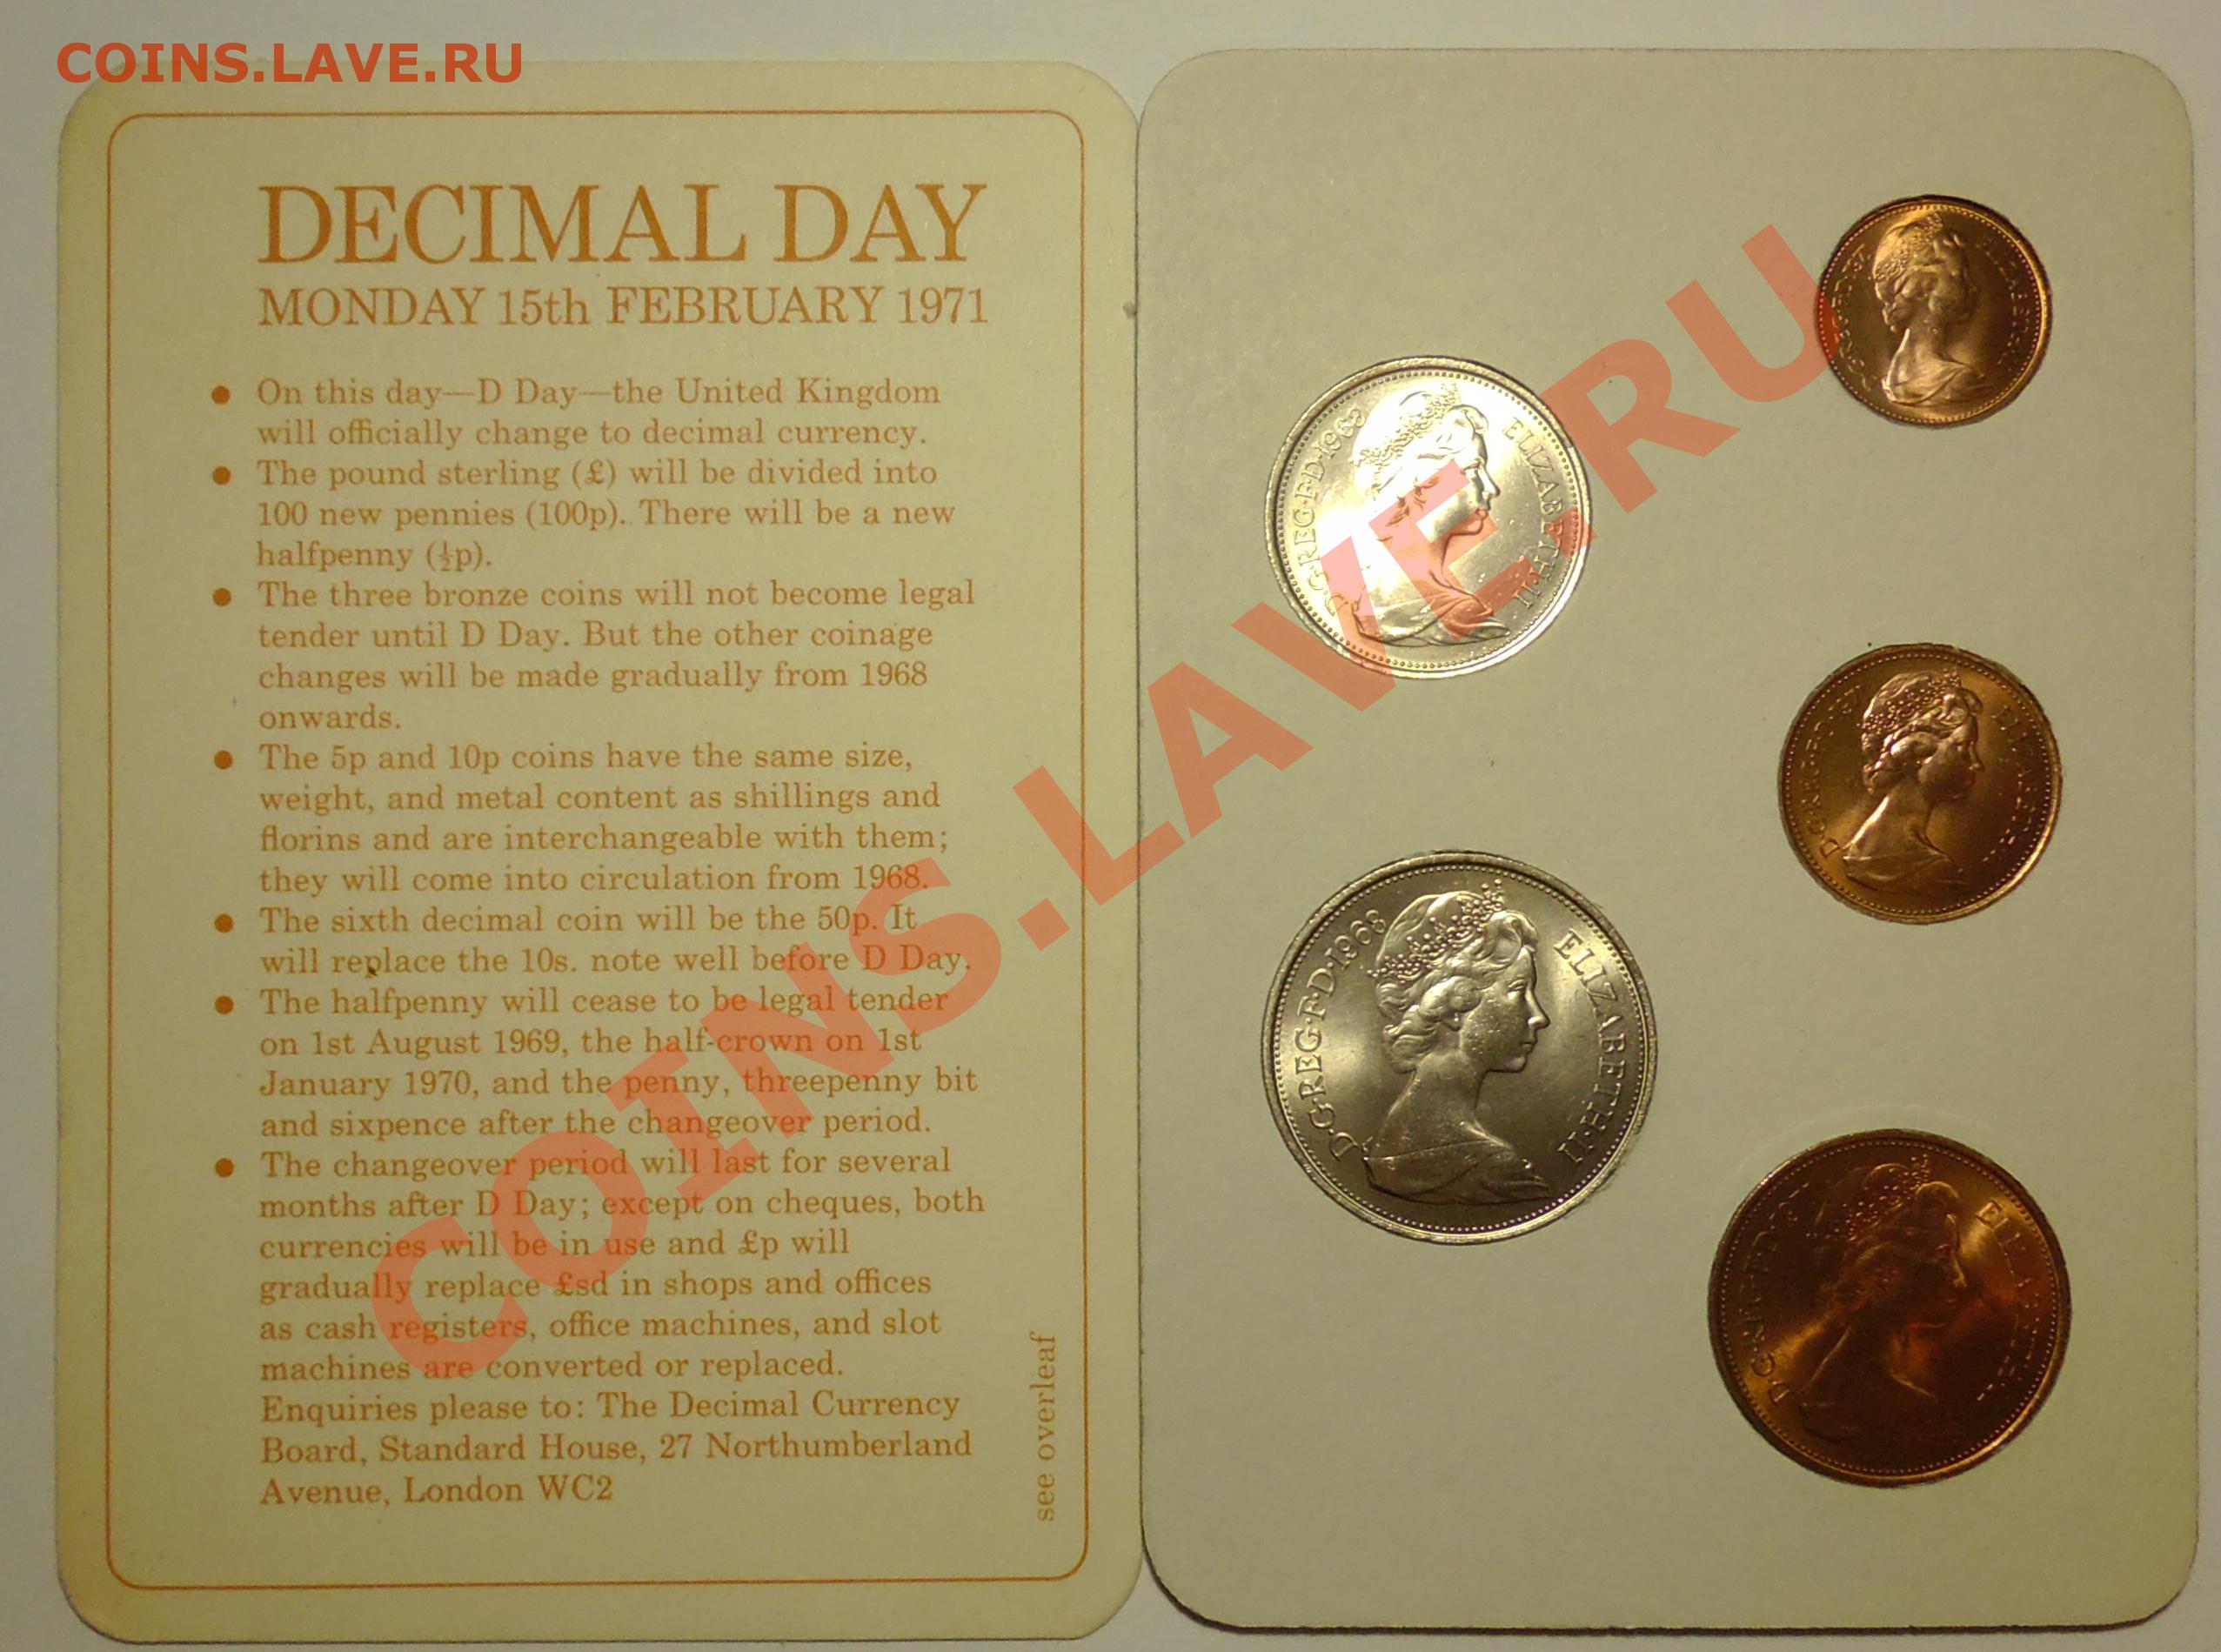 COINS.LAVE.RU
DECIMAL DAY
MONDAY 15th FEBRUARY 1971
● On this day—D Day—the United Kingdom
will officially change to decimal currency.
● The pound sterling (£) will be divided into
100 new pennies (100p). There will be a new
halfpenny (½p).
● The three bronze coins will not become legal
tender until D Day. But the other coinage
changes will be made gradually from 1968
onwards.
● The 5p and 10p coins have the same size,
weight, and metal content as shillings and
florins and are interchangeable with them;
they will come into circulation from 1968.
● The sixth decimal coin will be the 50p. It
will replace the 10s. note well before D Day.
● The halfpenny will cease to be legal tender
on 1st August 1969, the half-crown on 1st
January 1970, and the penny, threepenny bit
and sixpence after the changeover period.
● The changeover period will last for several
months after D Day; except on cheques, both
currencies will be in use and £p will
gradually replace £sd in shops and offices
as cash registers, office machines, and slot
machines are converted or replaced.
Enquiries please to: The Decimal Currency
Board, Standard House, 27 Northumberland
Avenue, London WC2
see overleaf
COINS.LAVE.RU
D·G·REG·F·D·1968 ELIZABETH·II
D·G·REG·F·D·1968 ELIZABETH·II
ELIZABETH·II
D·G·REG·F·D·1971 ELIZABETH·II
D·G·REG·F·D·1971 ELIZABETH·II